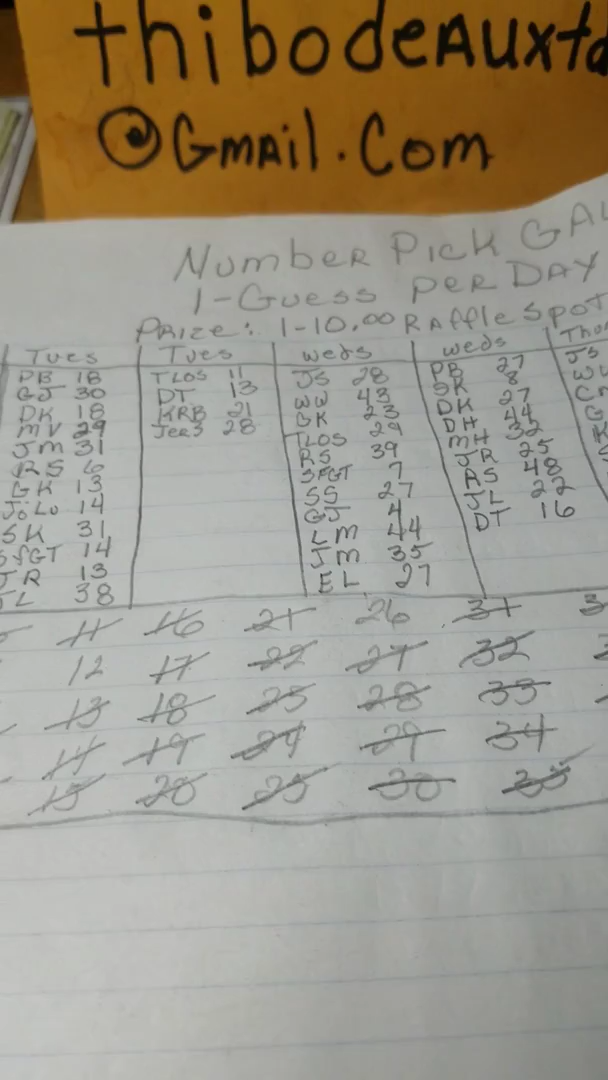 thibodeAuxto
@Gmail.Com
Number Pick GA
1-Guess per DAY
Prize: 1-10.00 RAffle Spot
Tues
PB 18
GJ 30
DK 18
MV 29
Jm 31
RS 6
GK 13
JoLo 14
SK 31
SfGT 14
JR 13
JL 38
Tues
TLOS 11
DT 13
KRB 21
Jers 28
weds
JS 28
WW 43
GK 23
TLOS 29
RS 39
SFGT 7
SS 27
GJ 4
LM 44
Jm 35
EL 27
weds
PB 27
SK 8
DK 27
DH 44
MH 32
JR 25
AS 48
JL 22
DT 16
JS
11 16 21 26 31
12 17 22 27 32
13 18 23 28 33
14 19 24 29 34
15 20 25 30 35